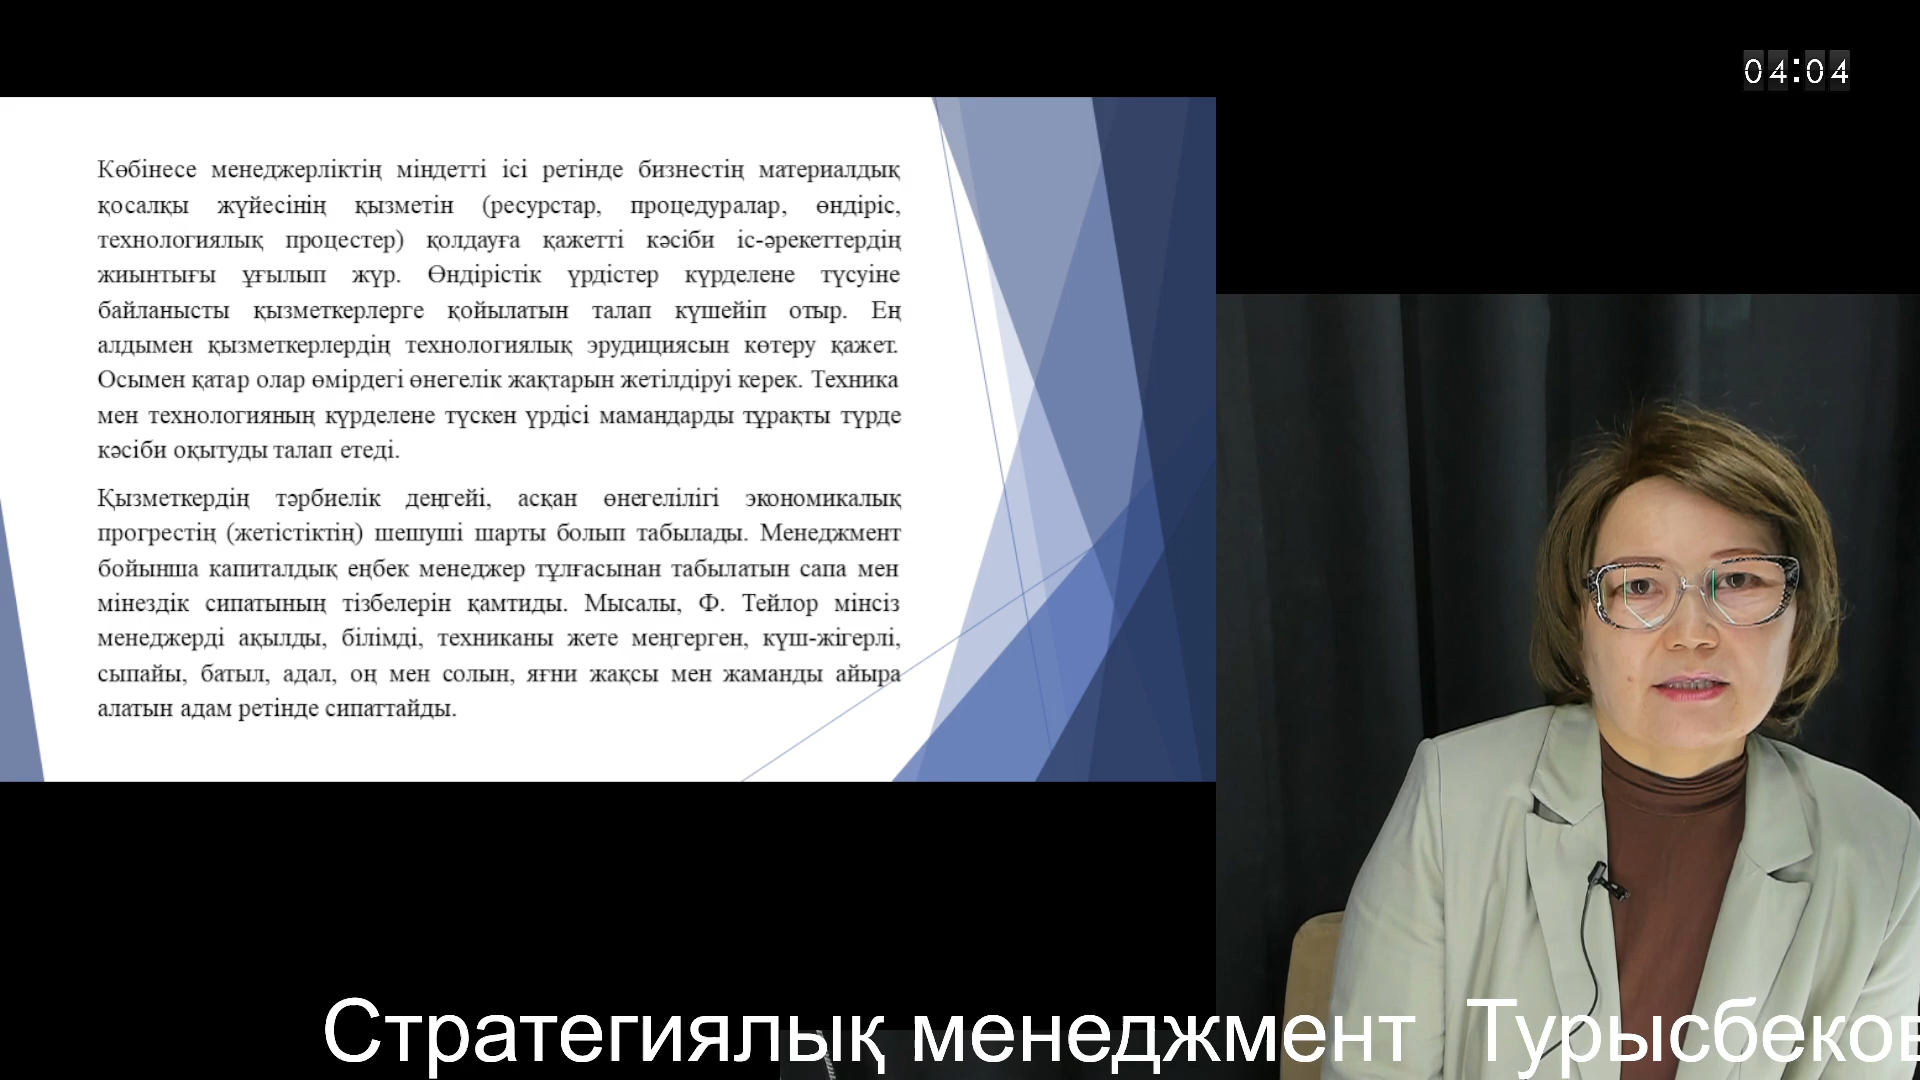 04:04
Көбінесе менеджерліктің міндетті ісі ретінде бизнестің материалдық
қосалқы жүйесінің қызметін (ресурстар, процедуралар, өндіріс,
технологиялық процестер) қолдауға қажетті кәсіби іс-әрекеттердің
жиынтығы ұғылып жүр. Өндірістік үрдістер күрделене түсуіне
байланысты қызметкерлерге қойылатын талап күшейіп отыр. Ең
алдымен қызметкерлердің технологиялық эрудициясын көтеру қажет.
Осымен қатар олар өмірдегі өнегелік жақтарын жетілдіруі керек. Техника
мен технологияның күрделене түскен үрдісі мамандарды тұрақты түрде
кәсіби оқытуды талап етеді.
Қызметкердің тәрбиелік деңгейі, асқан өнегелілігі экономикалық
прогрестің (жетістіктің) шешуші шарты болып табылады. Менеджмент
бойынша капиталдық еңбек менеджер тұлғасынан табылатын сапа мен
мінездік сипатының тізбелерін қамтиды. Мысалы, Ф. Тейлор мінсіз
менеджерді ақылды, білімді, техниканы жете меңгерген, күш-жігерлі,
сыпайы, батыл, адал, оң мен солын, яғни жақсы мен жаманды айыра
алатын адам ретінде сипаттайды.
Стратегиялық менеджмент Турысбеков